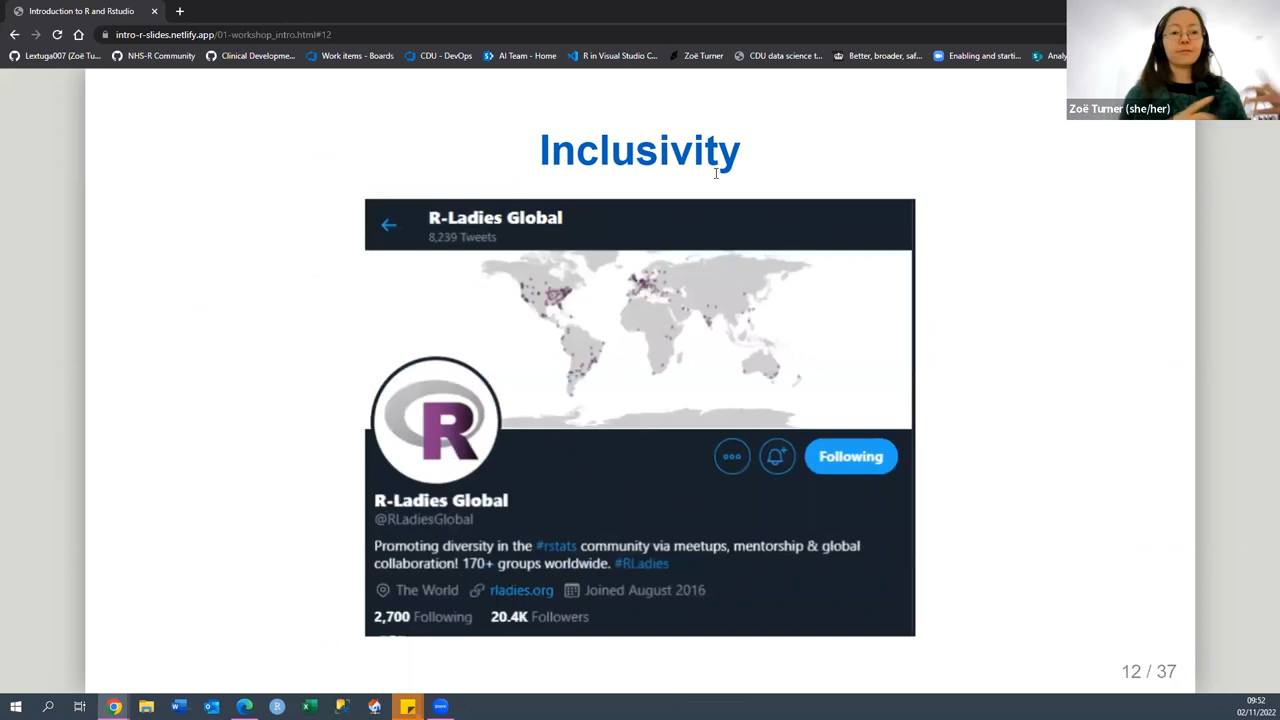 Introduction to R and Rstudio
intro-r-slides.netlify.app/01-workshop_intro.html#12
Lextuga007 (Zoë Tu...
NHS-R Community
Clinical Developme...
Work items - Boards
CDU - DevOps
AI Team - Home
R in Visual Studio C...
Zoë Turner
CDU data science t...
Better, broader, saf...
Enabling and starti...
Analy
Zoë Turner (she/her)
Inclusivity
R-Ladies Global
8,239 Tweets
R
Following
R-Ladies Global
@RLadiesGlobal
Promoting diversity in the #rstats community via meetups, mentorship & global
collaboration! 170+ groups worldwide. #RLadies
The World rladies.org Joined August 2016
2,700 Following 20.4K Followers
12 / 37
09:52
02/11/2022